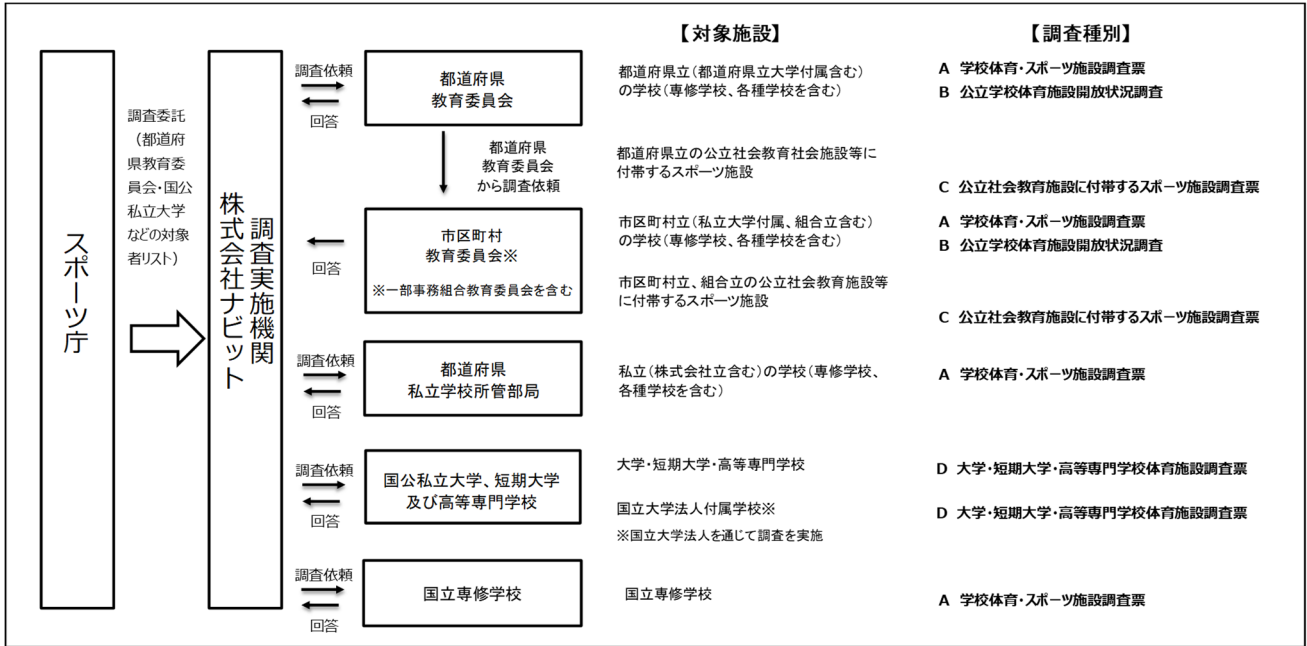 【対象施設】
【調査種別】
スポーツ庁
調査委託
（都道府
県教育委
員会・国公
私立大学
などの対象
者リスト）
調査実施機関
株式会社ナビット
調査依頼
回答
都道府県
教育委員会
都道府県立（都道府県立大学付属含む）
の学校（専修学校、各種学校を含む）
A 学校体育・スポーツ施設調査票
B 公立学校体育施設開放状況調査
都道府県
教育委員会
から調査依頼
都道府県立の公立社会教育社会施設等に
付帯するスポーツ施設
C 公立社会教育施設に付帯するスポーツ施設調査票
回答
市区町村
教育委員会※
※一部事務組合教育委員会を含む
市区町村立（私立大学付属、組合立含む）
の学校（専修学校、各種学校を含む）
A 学校体育・スポーツ施設調査票
B 公立学校体育施設開放状況調査
市区町村立、組合立の公立社会教育施設等
に付帯するスポーツ施設
C 公立社会教育施設に付帯するスポーツ施設調査票
調査依頼
回答
都道府県
私立学校所管部局
私立（株式会社立含む）の学校（専修学校、
各種学校を含む）
A 学校体育・スポーツ施設調査票
調査依頼
回答
国公私立大学、短期大学
及び高等専門学校
大学・短期大学・高等専門学校
D 大学・短期大学・高等専門学校体育施設調査票
国立大学法人付属学校※
※国立大学法人を通じて調査を実施
D 大学・短期大学・高等専門学校体育施設調査票
調査依頼
回答
国立専修学校
国立専修学校
A 学校体育・スポーツ施設調査票